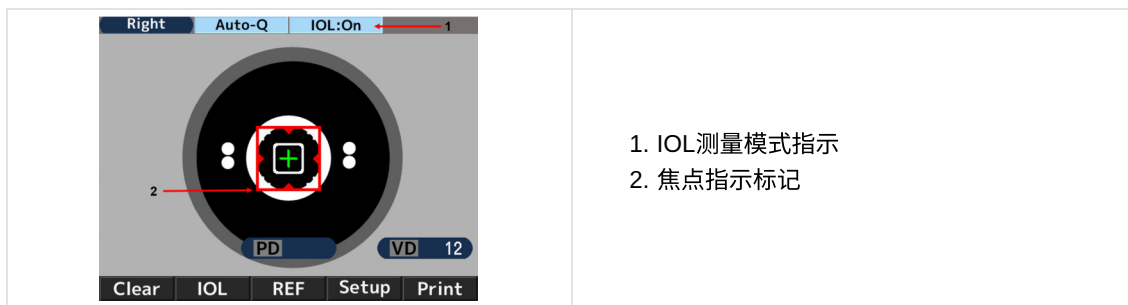 Right Auto-Q IOL:On 1
2
PD VD 12
Clear IOL REF Setup Print
1. IOL测量模式指示
2. 焦点指示标记